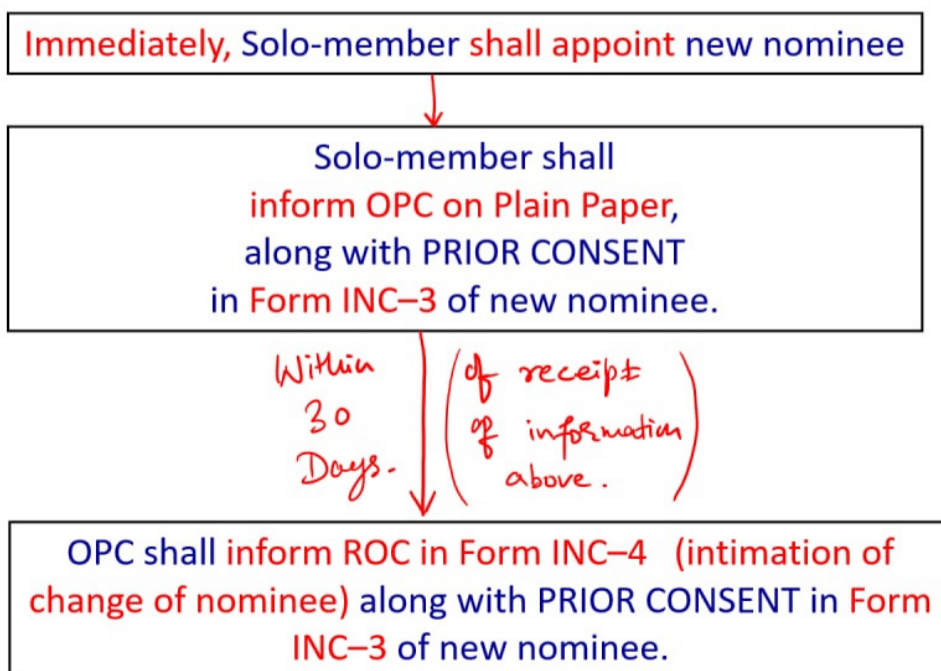 Immediately, Solo-member shall appoint new nominee
Solo-member shall
inform OPC on Plain Paper,
along with PRIOR CONSENT
in Form INC–3 of new nominee.
Within
30
Days.
(of receipt
of information
above.)
OPC shall inform ROC in Form INC–4 (intimation of
change of nominee) along with PRIOR CONSENT in Form
INC–3 of new nominee.